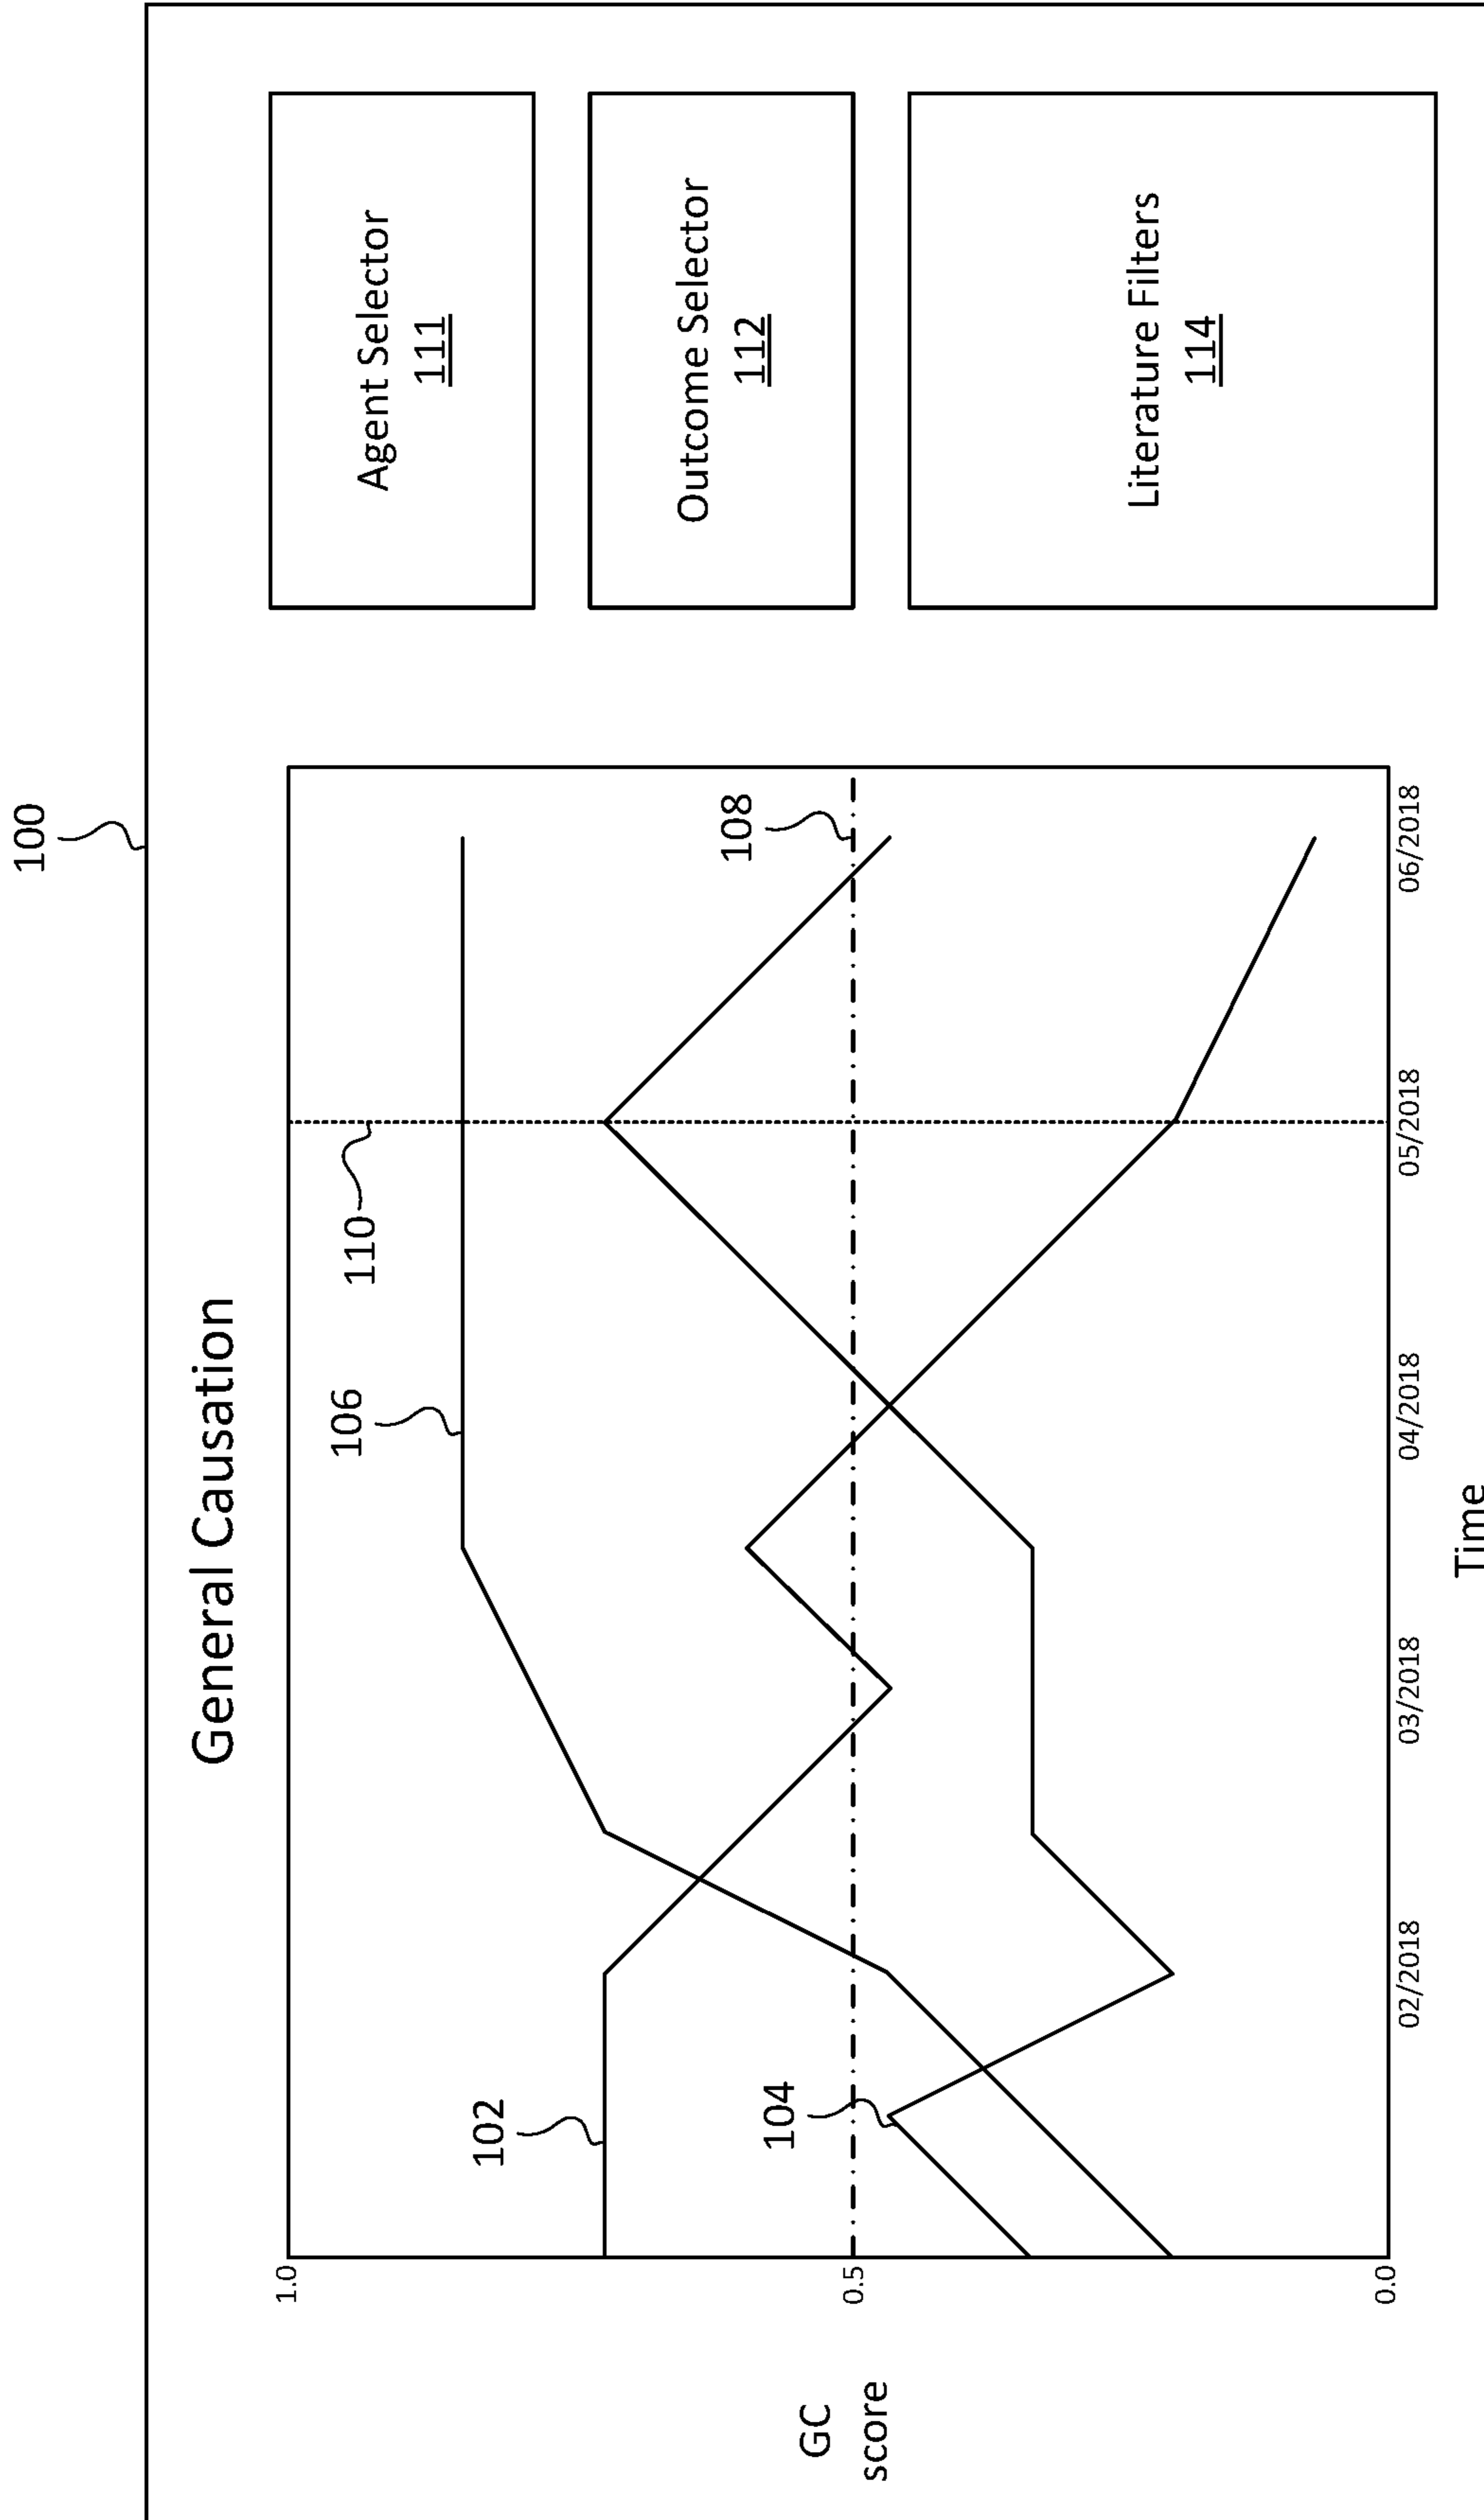 100
General Causation
106
110
102
104
108
GC
score
1.0
0.5
0.0
02/2018
03/2018
04/2018
05/2018
06/2018
Time
Agent Selector
111
Outcome Selector
112
Literature Filters
114